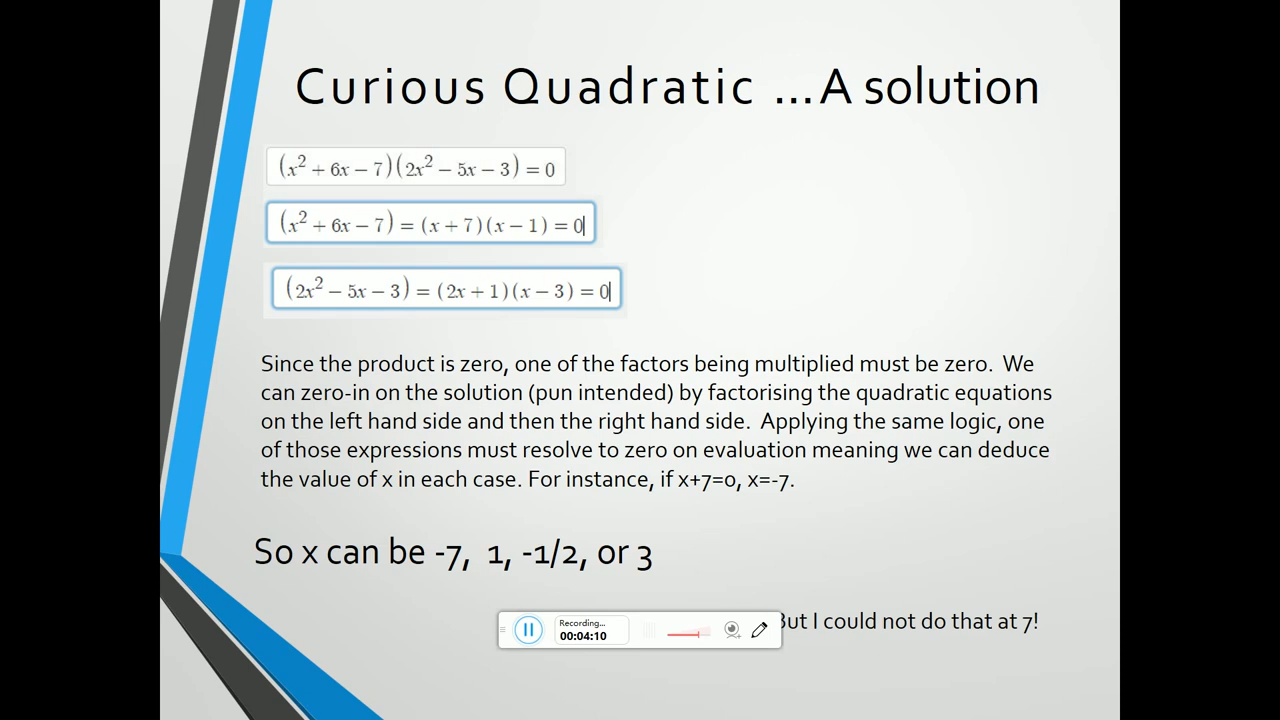 Curious Quadratic ...A solution
(x² + 6x − 7)(2x² − 5x − 3) = 0
(x² + 6x − 7) = (x + 7)(x − 1) = 0
(2x² − 5x − 3) = (2x + 1)(x − 3) = 0
Since the product is zero, one of the factors being multiplied must be zero. We
can zero-in on the solution (pun intended) by factorising the quadratic equations
on the left hand side and then the right hand side. Applying the same logic, one
of those expressions must resolve to zero on evaluation meaning we can deduce
the value of x in each case. For instance, if x+7=0, x=-7.
So x can be -7, 1, -1/2, or 3
But I could not do that at 7!
Recording...
00:04:10